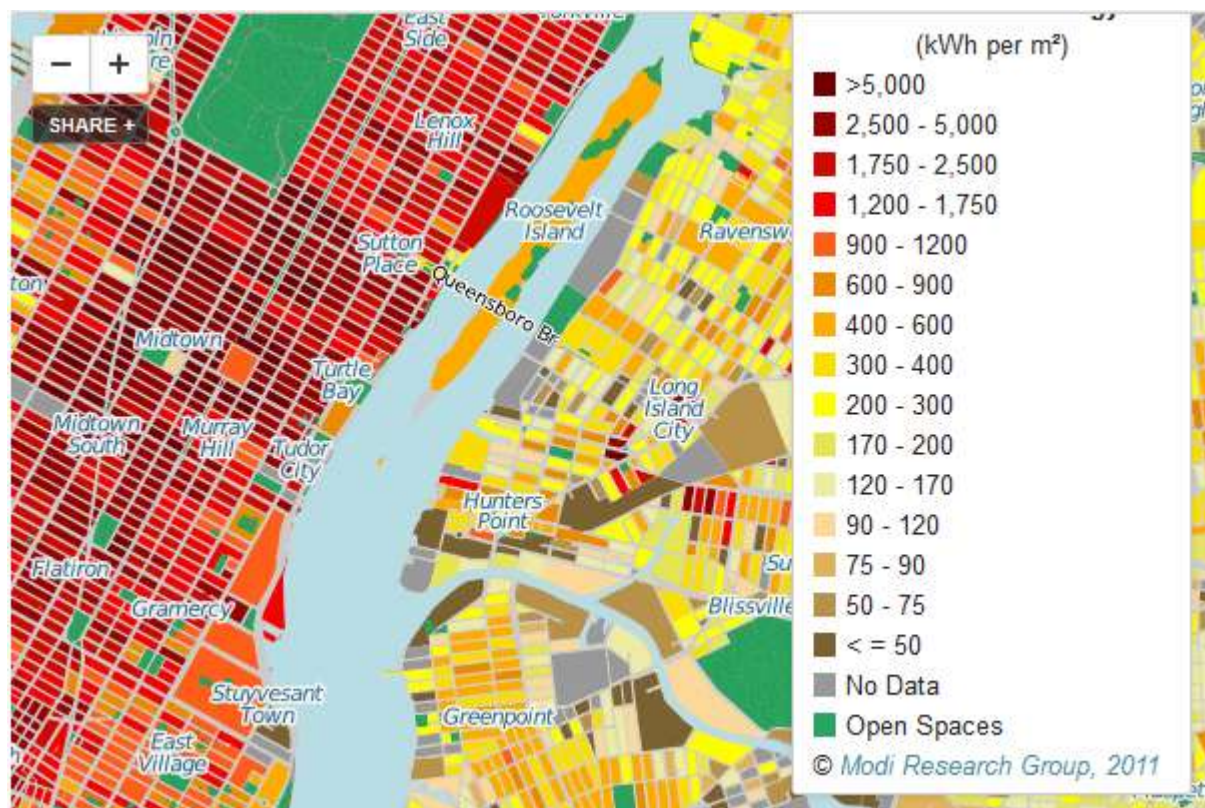 East
Side
−
+
SHARE +
Lenox
Hill
Roosevelt
Island
Sutton
Place
Queensboro Br
Midtown
Turtle
Bay
Midtown
South
Murray
Hill
Tudor
City
Long
Island
City
Hunters
Point
Flatiron
Gramercy
Blissville
Stuyvesant
Town
Greenpoint
East
Village
(kWh per m²)
>5,000
2,500 - 5,000
1,750 - 2,500
1,200 - 1,750
900 - 1200
600 - 900
400 - 600
300 - 400
200 - 300
170 - 200
120 - 170
90 - 120
75 - 90
50 - 75
< = 50
No Data
Open Spaces
© Modi Research Group, 2011